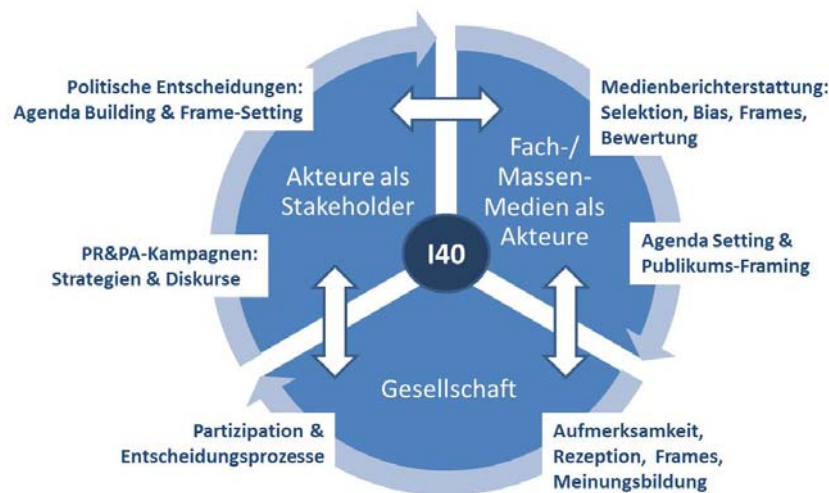 Politische Entscheidungen:
Agenda Building & Frame-Setting
Medienberichterstattung:
Selektion, Bias, Frames,
Bewertung
Akteure als
Stakeholder
Fach-/
Massen-
Medien als
Akteure
I40
PR&PA-Kampagnen:
Strategien & Diskurse
Agenda Setting &
Publikums-Framing
Gesellschaft
Partizipation &
Entscheidungsprozesse
Aufmerksamkeit,
Rezeption, Frames,
Meinungsbildung